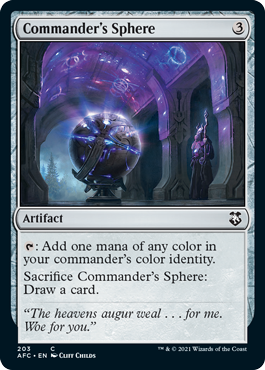 Commander's Sphere 3
Artifact
: Add one mana of any color in
your commander's color identity.
Sacrifice Commander's Sphere:
Draw a card.
"The heavens augur weal . . . for me.
Woe for you."
203 C
AFC • EN CLIFF CHILDS
™ & © 2021 Wizards of the Coast